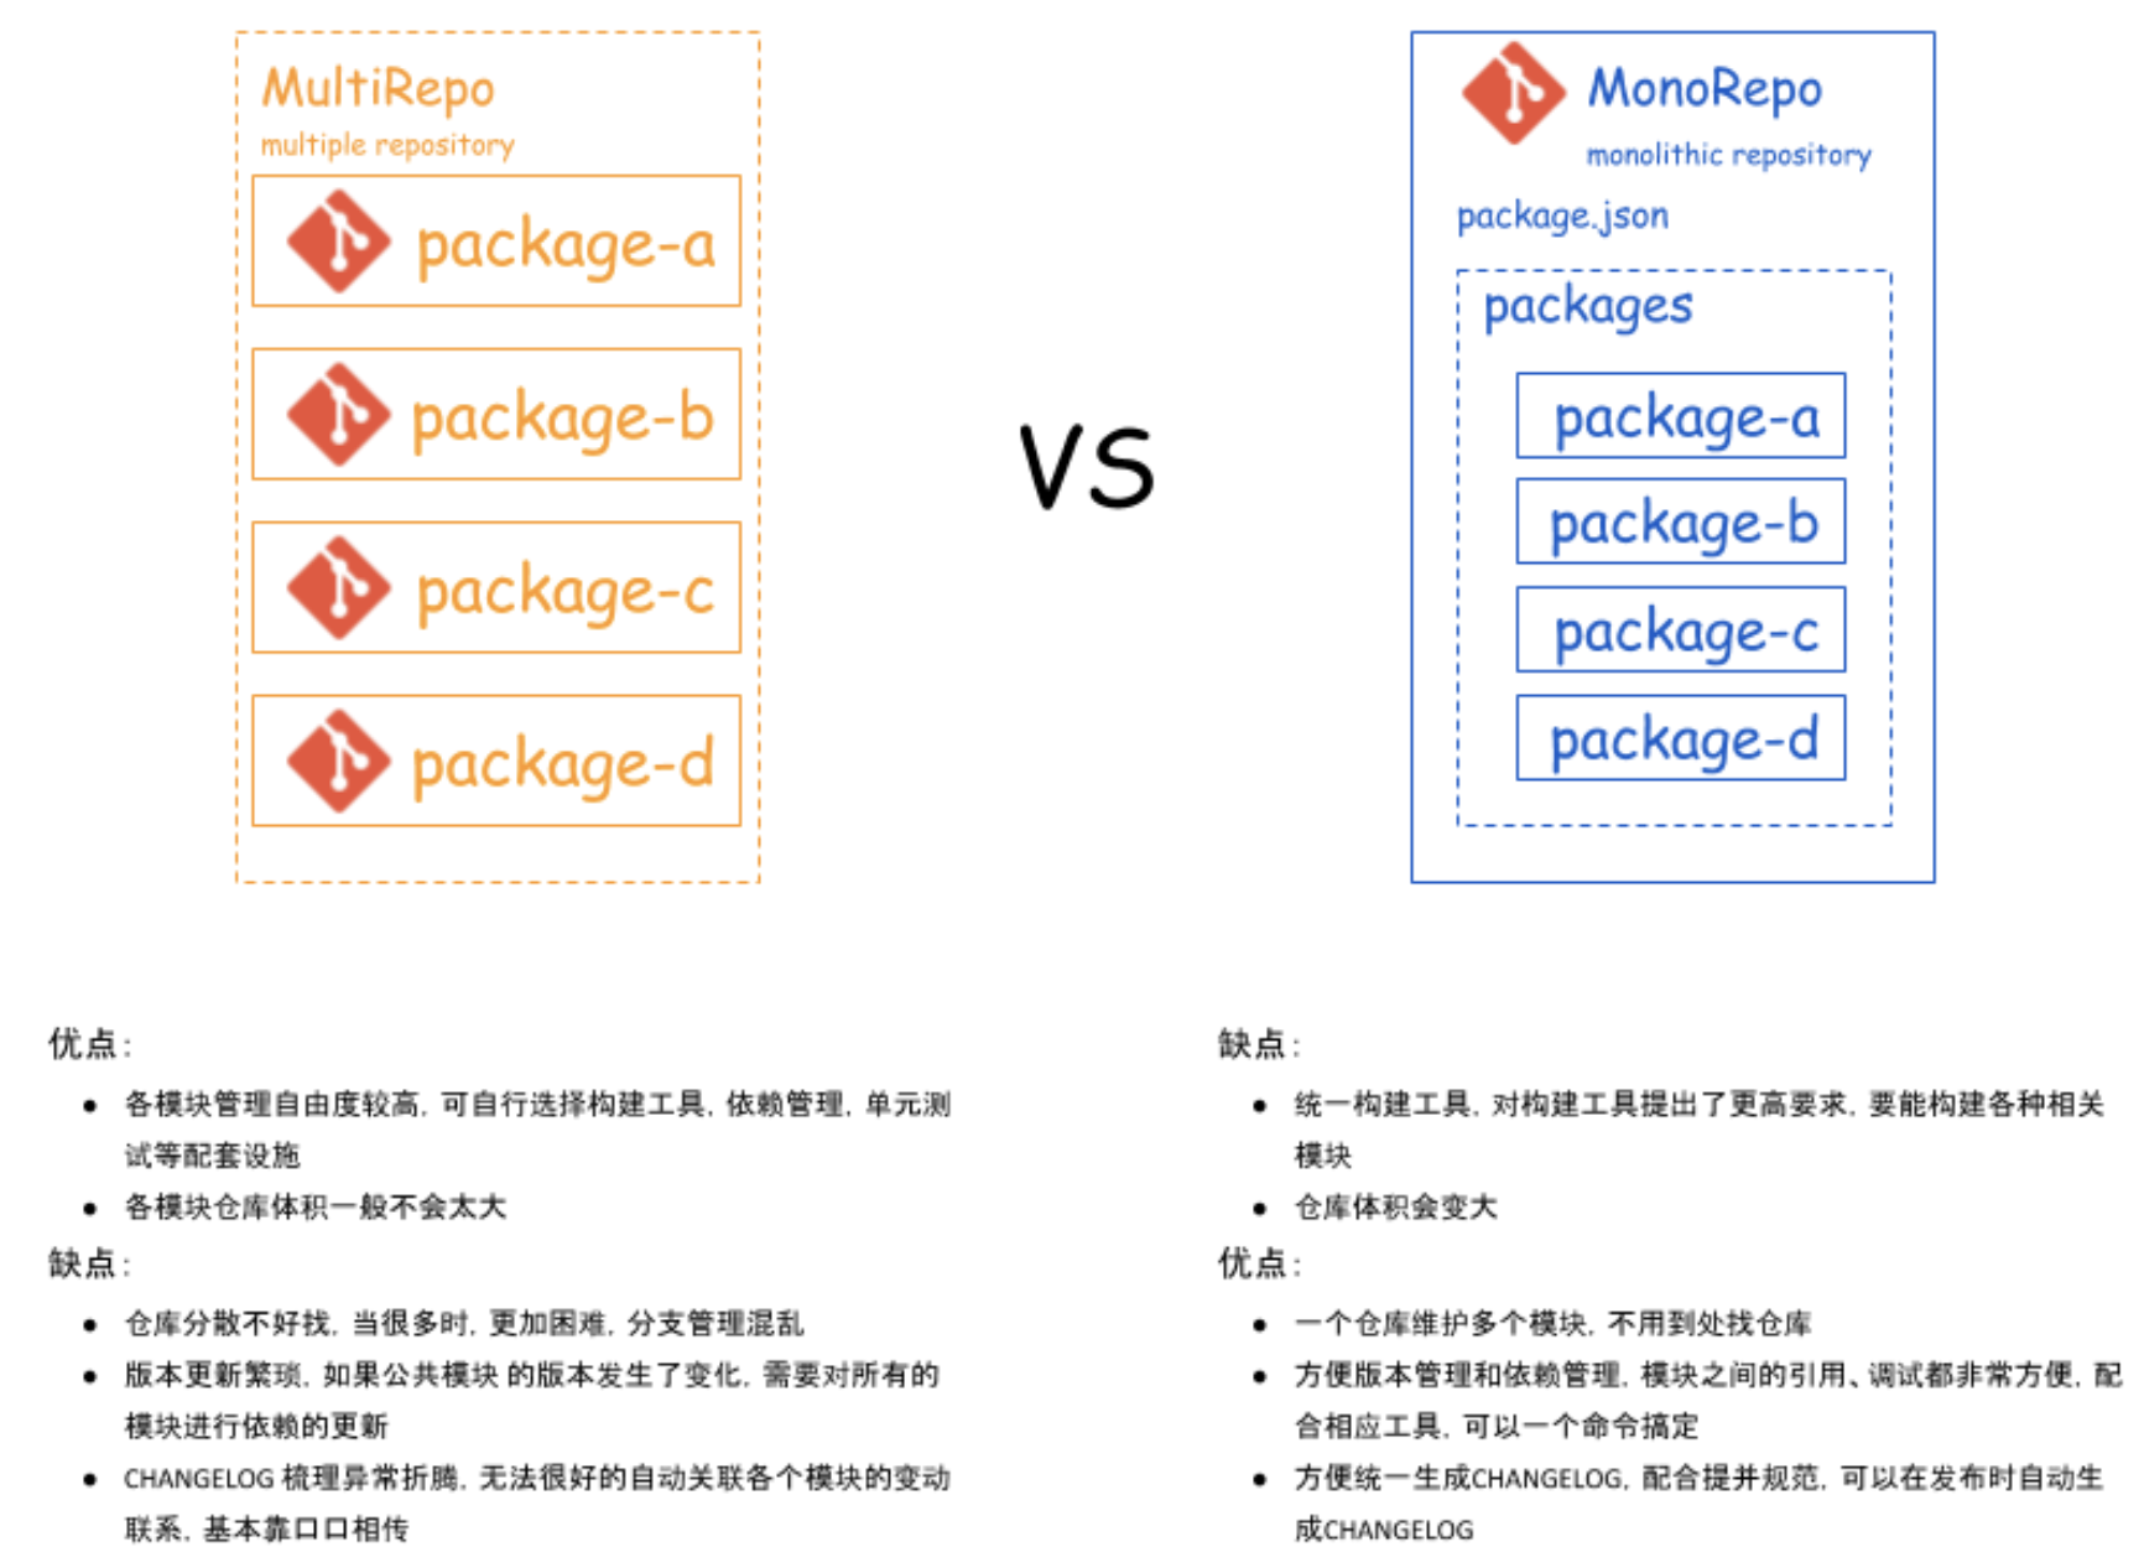 MultiRepo
multiple repository
package-a
package-b
package-c
package-d
VS
MonoRepo
monolithic repository
package.json
packages
package-a
package-b
package-c
package-d
优点：
• 各模块管理自由度较高，可自行选择构建工具，依赖管理，单元测
试等配套设施
• 各模块仓库体积一般不会太大
缺点：
• 仓库分散不好找，当很多时，更加困难，分支管理混乱
• 版本更新繁琐，如果公共模块 的版本发生了变化，需要对所有的
模块进行依赖的更新
• CHANGELOG 梳理异常折腾，无法很好的自动关联各个模块的变动
联系，基本靠口口相传
缺点：
• 统一构建工具，对构建工具提出了更高要求，要能构建各种相关
模块
• 仓库体积会变大
优点：
• 一个仓库维护多个模块，不用到处找仓库
• 方便版本管理和依赖管理，模块之间的引用、调试都非常方便，配
合相应工具，可以一个命令搞定
• 方便统一生成CHANGELOG，配合提并规范，可以在发布时自动生
成CHANGELOG